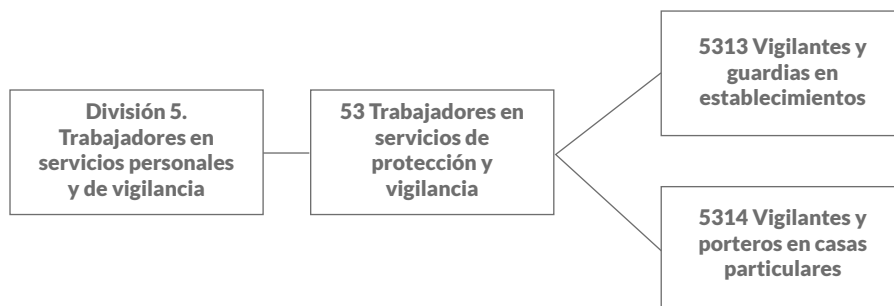 División 5.
Trabajadores en
servicios personales
y de vigilancia
53 Trabajadores en
servicios de
protección y
vigilancia
5313 Vigilantes y
guardias en
establecimientos
5314 Vigilantes y
porteros en casas
particulares